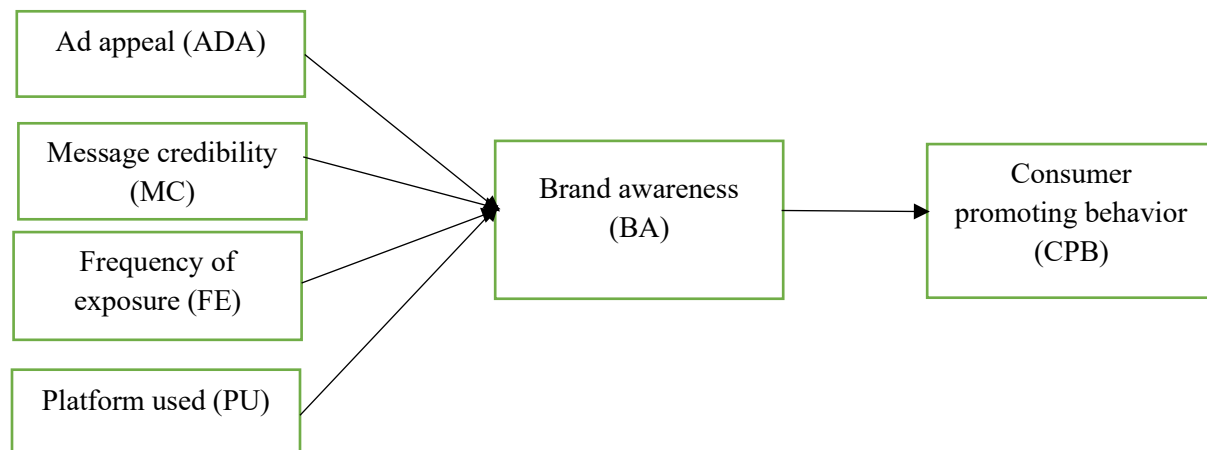 Ad appeal (ADA)
Message credibility
(MC)
Frequency of
exposure (FE)
Platform used (PU)
Brand awareness
(BA)
Consumer
promoting behavior
(CPB)